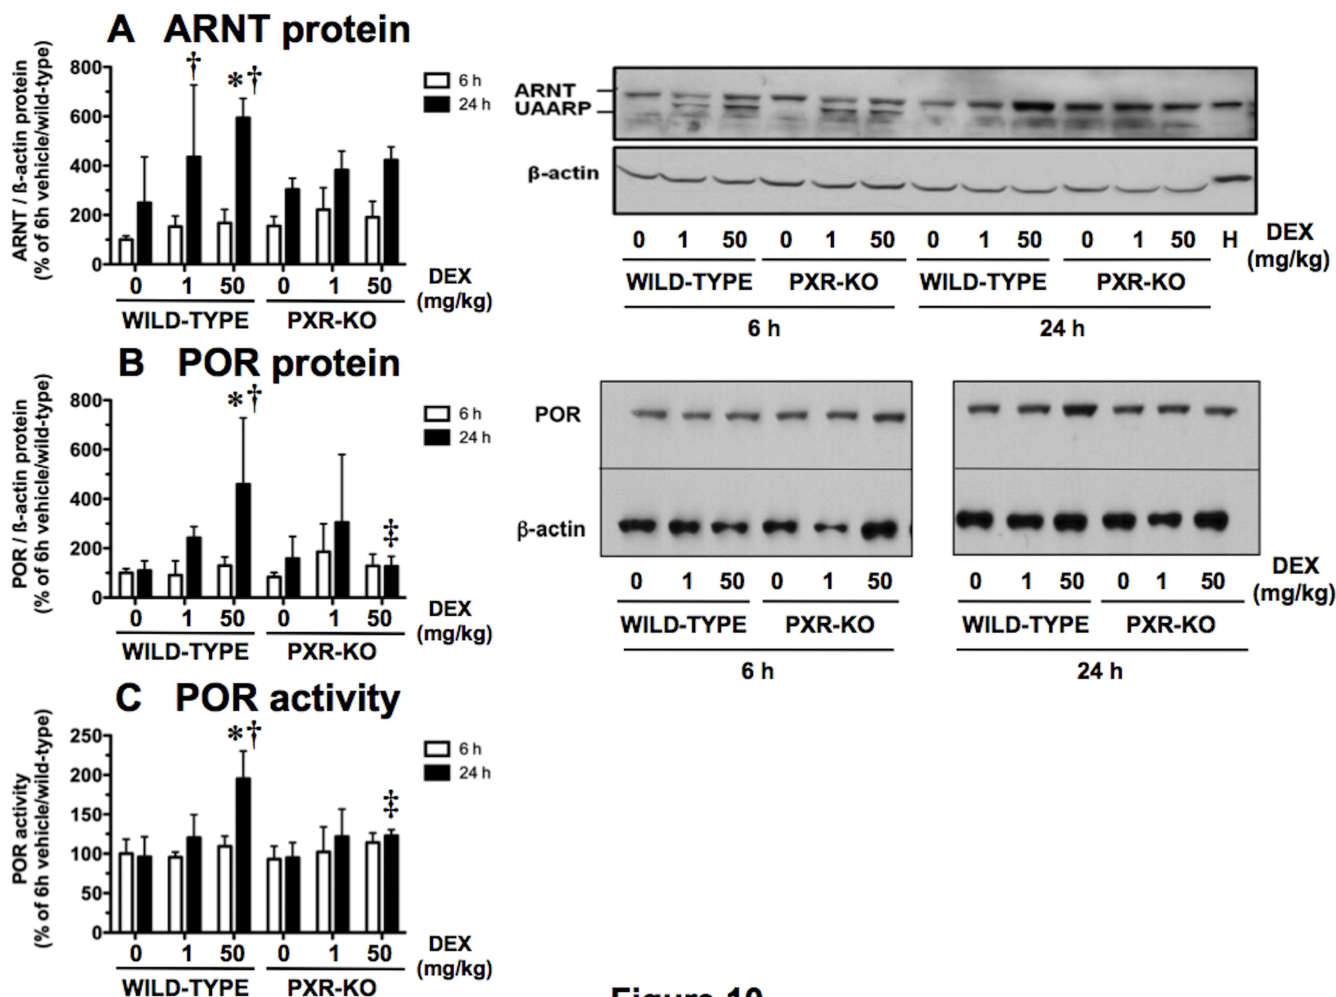 A ARNT protein
ARNT / ß-actin protein
(% of 6h vehicle/wild-type)
800
600
400
200
0
† *†
6 h
24 h
0 1 50 0 1 50 DEX
(mg/kg)
WILD-TYPE PXR-KO
ARNT
UAARP
β-actin
0 1 50 0 1 50 0 1 50 0 1 50 H DEX
(mg/kg)
WILD-TYPE PXR-KO WILD-TYPE PXR-KO
6 h 24 h
B POR protein
POR / ß-actin protein
(% of 6h vehicle/wild-type)
800
600
400
200
0
*† ‡
6 h
24 h
0 1 50 0 1 50 DEX
(mg/kg)
WILD-TYPE PXR-KO
POR
β-actin
0 1 50 0 1 50 0 1 50 0 1 50 DEX
(mg/kg)
WILD-TYPE PXR-KO WILD-TYPE PXR-KO
6 h 24 h
C POR activity
POR activity
(% of 6h vehicle/wild-type)
250
200
150
100
50
0
*† ‡
6 h
24 h
0 1 50 0 1 50 DEX
(mg/kg)
WILD-TYPE PXR-KO
Figure 10